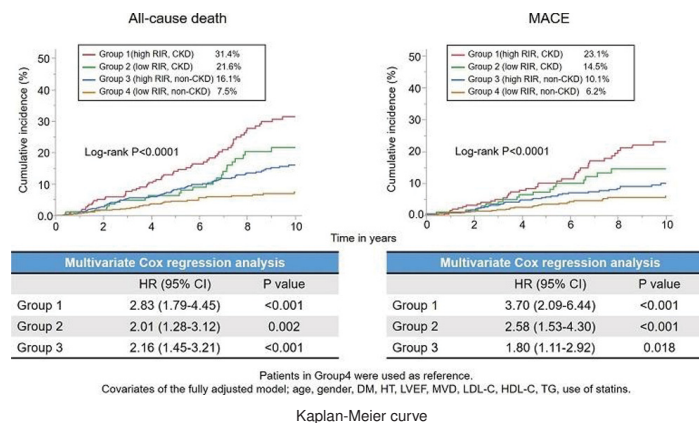 All-cause death
MACE
Group 1(high RIR, CKD) 31.4%
Group 2 (low RIR, CKD) 21.6%
Group 3 (high RIR, non-CKD) 16.1%
Group 4 (low RIR, non-CKD) 7.5%
Log-rank P<0.0001
Cumulative incidence (%)
50
40
30
20
10
0.0
0
2
4
6
8
10
Group 1(high RIR, CKD) 23.1%
Group 2 (low RIR, CKD) 14.5%
Group 3 (high RIR, non-CKD) 10.1%
Group 4 (low RIR, non-CKD) 6.2%
Log-rank P<0.0001
Cumulative incidence (%)
50
40
30
20
10
0.0
0
2
4
6
8
10
Time in years
Multivariate Cox regression analysis
HR (95% CI) P value
Group 1 2.83 (1.79-4.45) <0.001
Group 2 2.01 (1.28-3.12) 0.002
Group 3 2.16 (1.45-3.21) <0.001
Multivariate Cox regression analysis
HR (95% CI) P value
Group 1 3.70 (2.09-6.44) <0.001
Group 2 2.58 (1.53-4.30) <0.001
Group 3 1.80 (1.11-2.92) 0.018
Patients in Group4 were used as reference.
Covariates of the fully adjusted model; age, gender, DM, HT, LVEF, MVD, LDL-C, HDL-C, TG, use of statins.
Kaplan-Meier curve